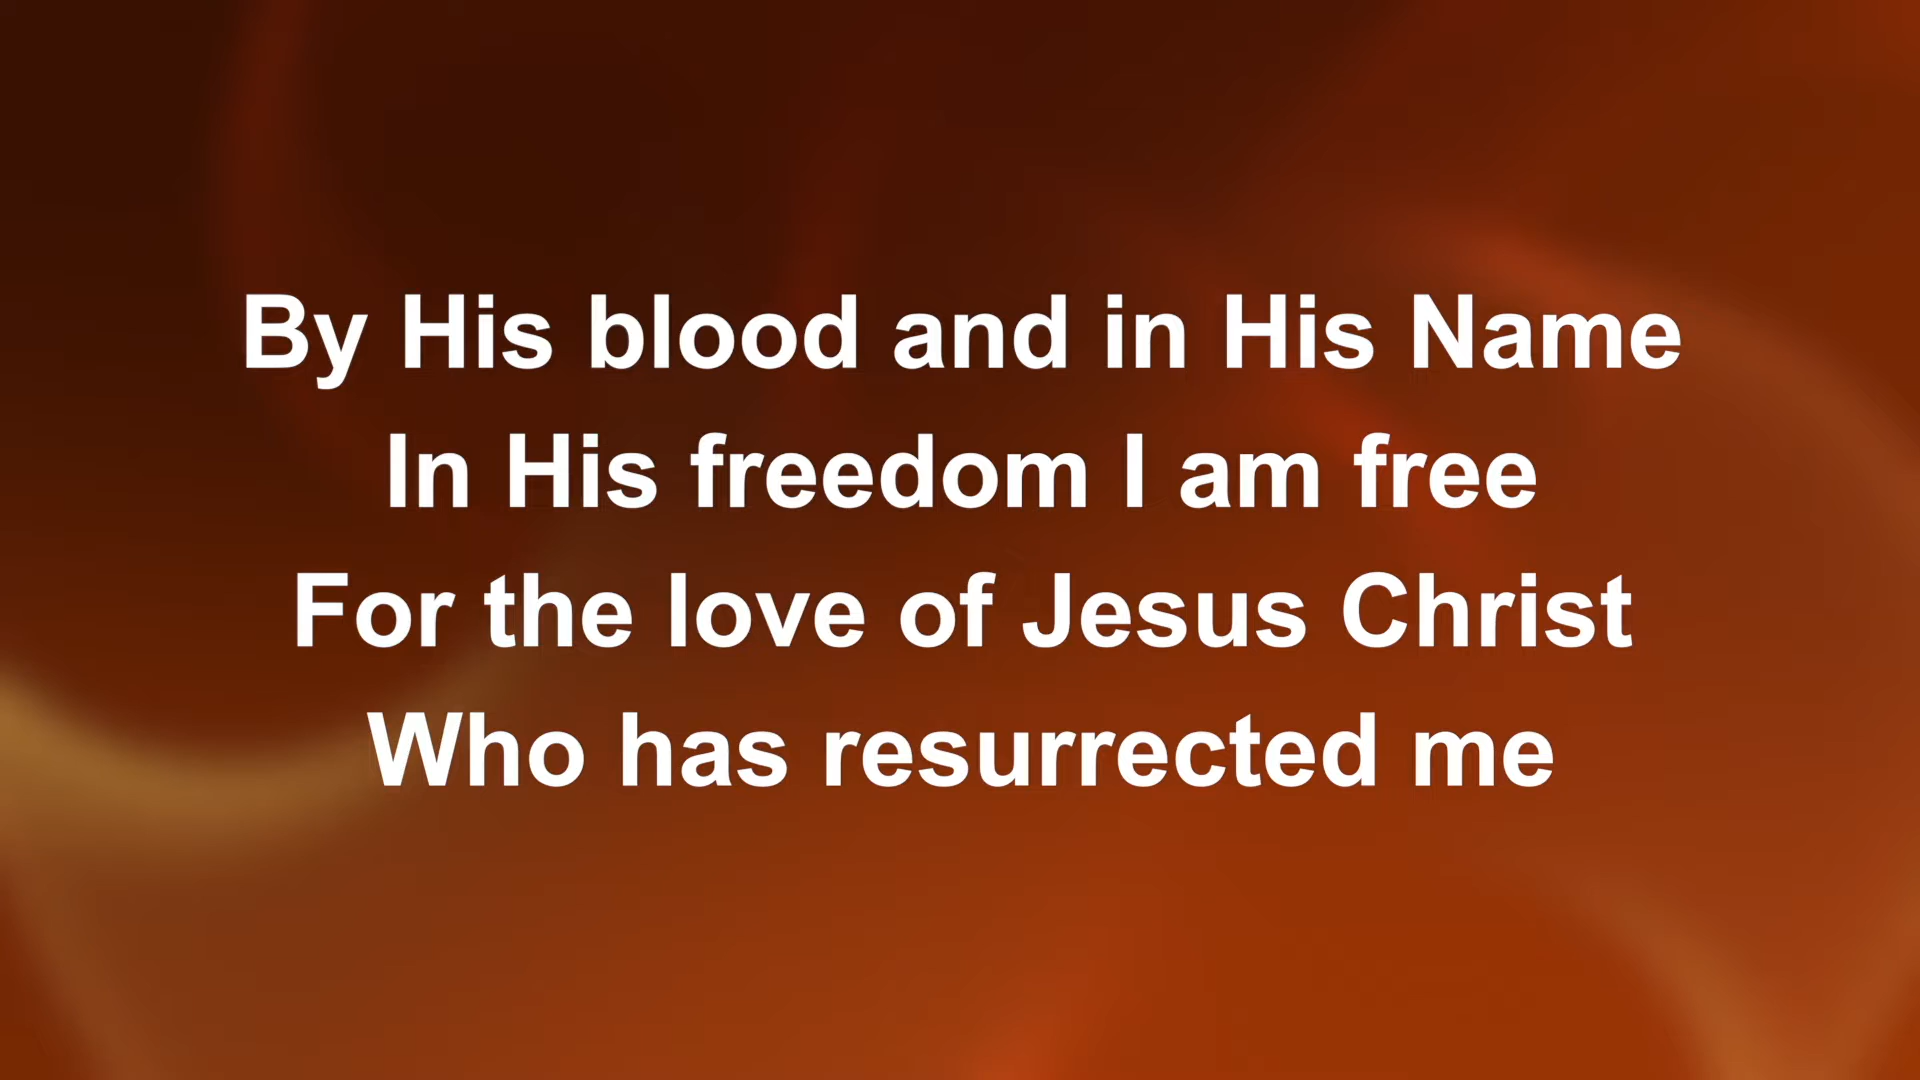 By His blood and in His Name
In His freedom I am free
For the love of Jesus Christ
Who has resurrected me